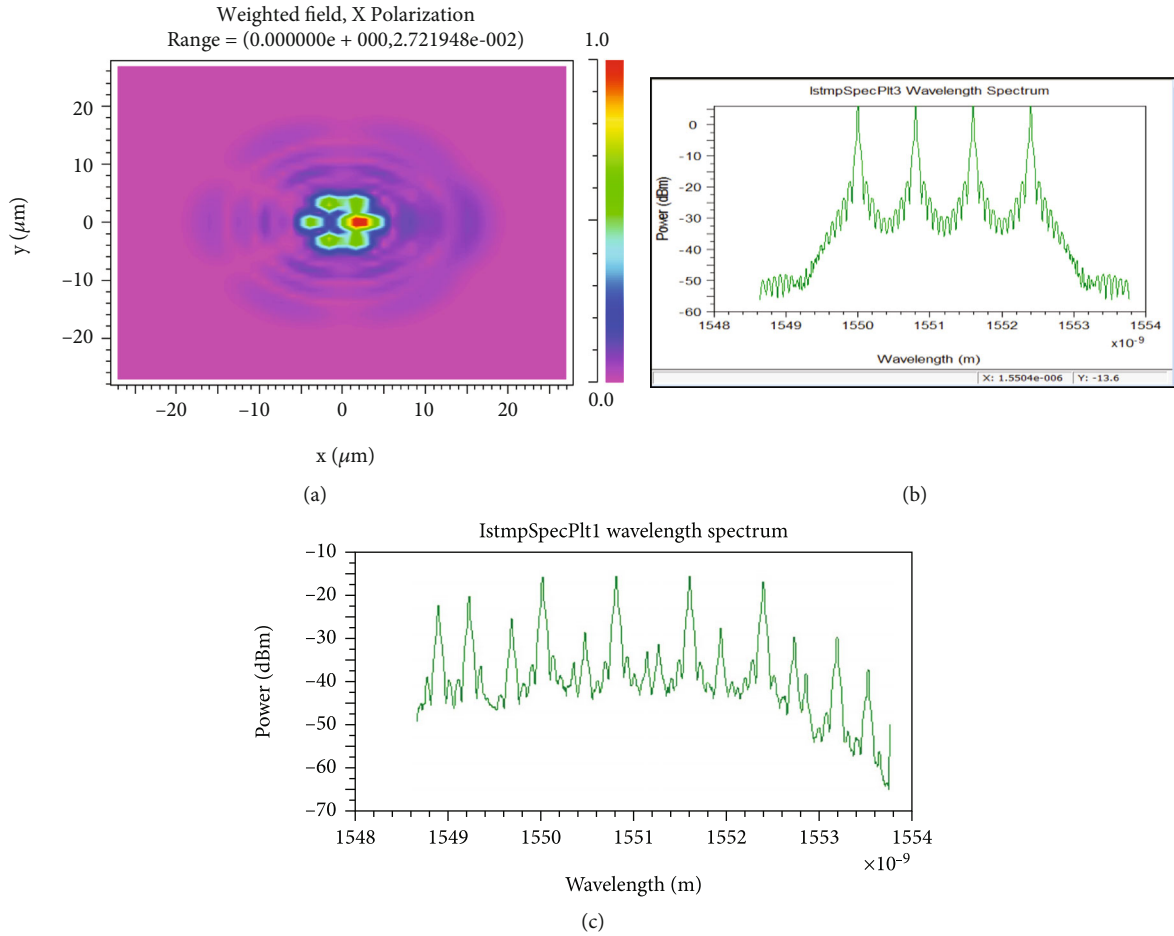 Weighted field, X Polarization
Range = (0.000000e + 000,2.721948e-002)
1.0
20
10
0
−10
−20
y (μm)
−20
−10
0
10
20
0.0
x (μm)
(a)
IstmpSpecPlt3 Wavelength Spectrum
0
-10
-20
-30
-40
-50
-60
Power (dBm)
1548
1549
1550
1551
1552
1553
1554
x10-9
Wavelength (m)
X: 1.5504e-006
Y: -13.6
(b)
IstmpSpecPlt1 wavelength spectrum
−10
−20
−30
−40
−50
−60
−70
Power (dBm)
1548
1549
1550
1551
1552
1553
1554
×10−9
Wavelength (m)
(c)